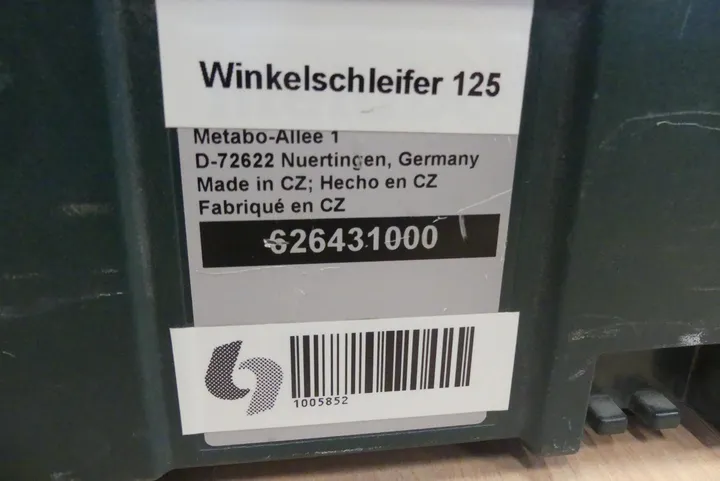 Winkelschleifer 125
Metabo-Allee 1
D-72622 Nuertingen, Germany
Made in CZ; Hecho en CZ
Fabriqué en CZ
626431000
1005852